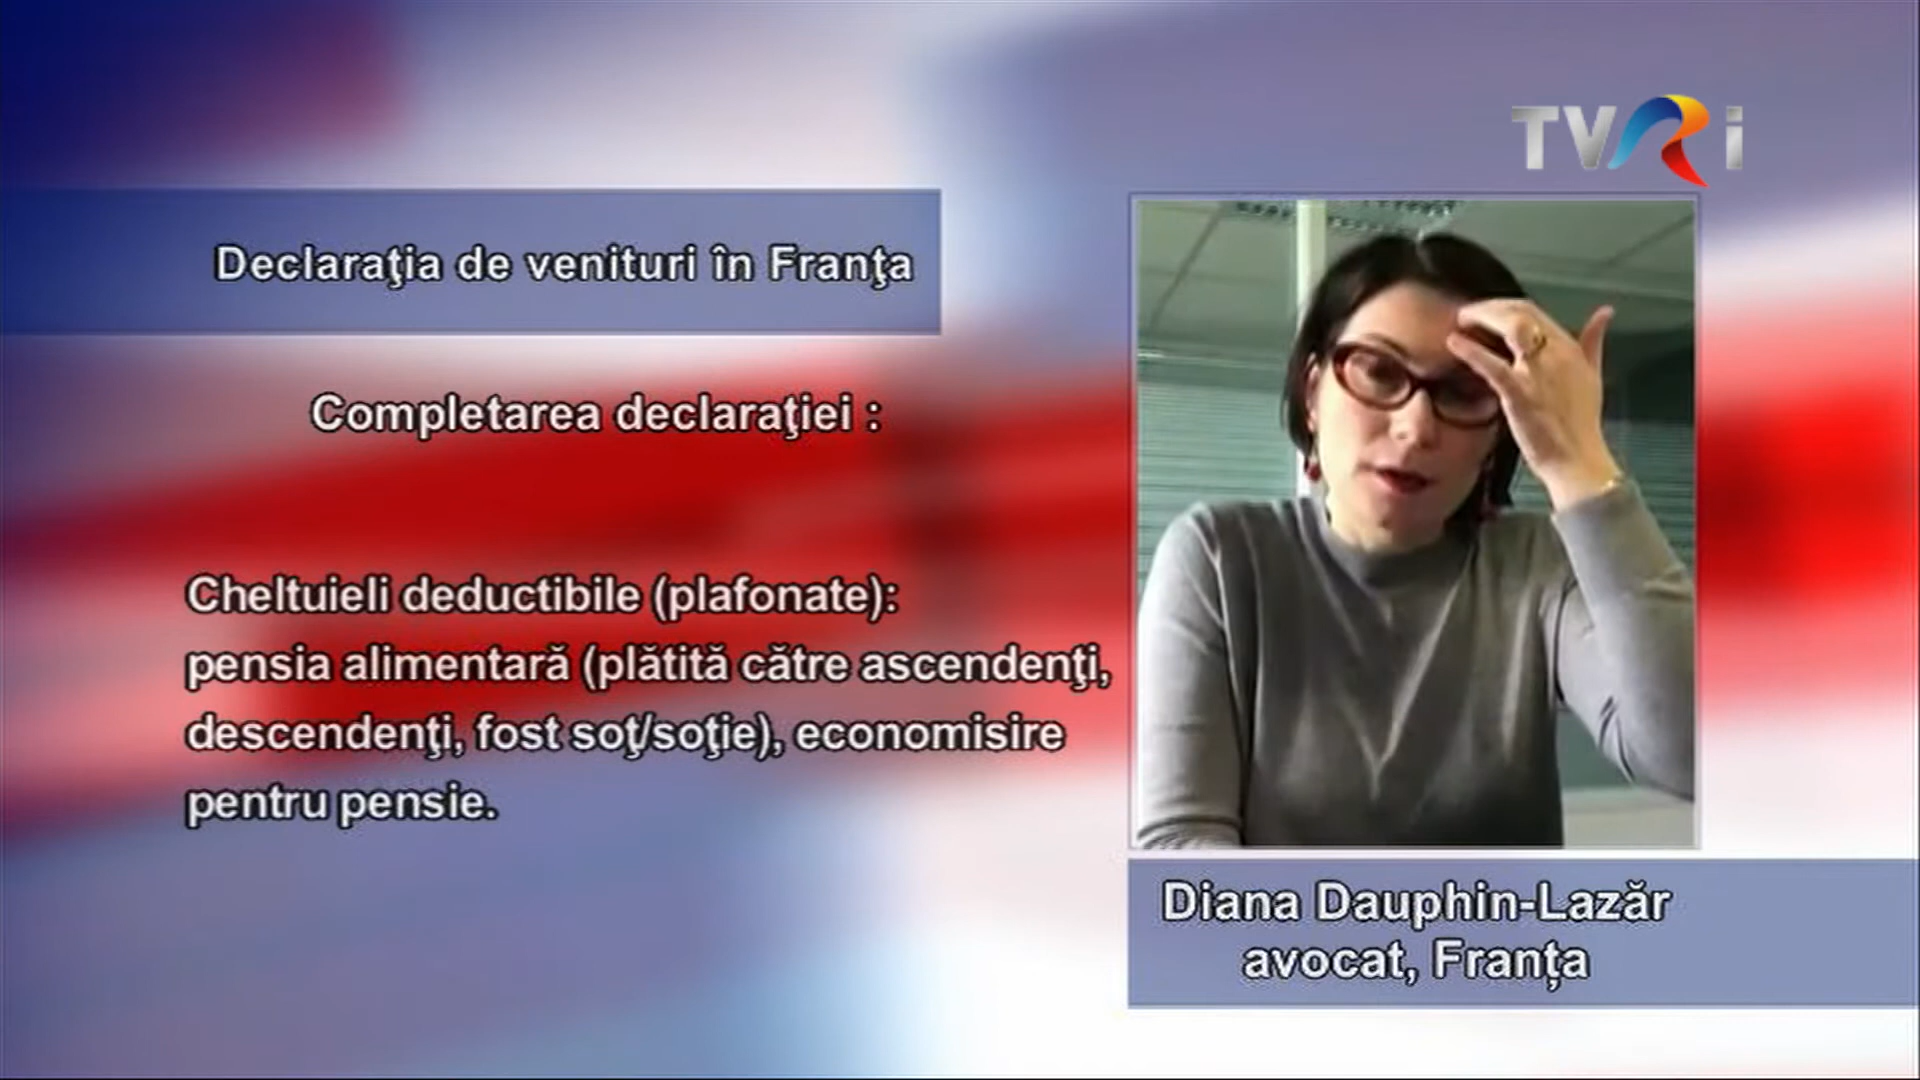 TVRi
Declaraţia de venituri în Franţa
Completarea declaraţiei :
Cheltuieli deductibile (plafonate):
pensia alimentară (plătită către ascendenţi,
descendenţi, fost soţ/soţie), economisire
pentru pensie.
Diana Dauphin-Lazăr
avocat, Franța